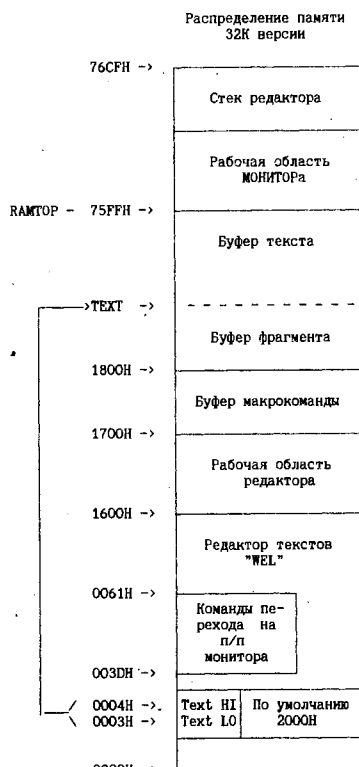 Распределение памяти
32К версии
76CFH ->
Стек редактора
Рабочая область
МОНИТОРа
RAMTOP - 75FFH ->
Буфер текста
->TEXT ->
Буфер фрагмента
1800H ->
Буфер макрокоманды
1700H ->
Рабочая область
редактора
1600H ->
Редактор текстов
"WEL"
0061H ->
Команды пе-
рехода на
п/п
монитора
003DH ->
/ 0004H -> Text HI По умолчанию
\ 0003H -> Text LO 2000H